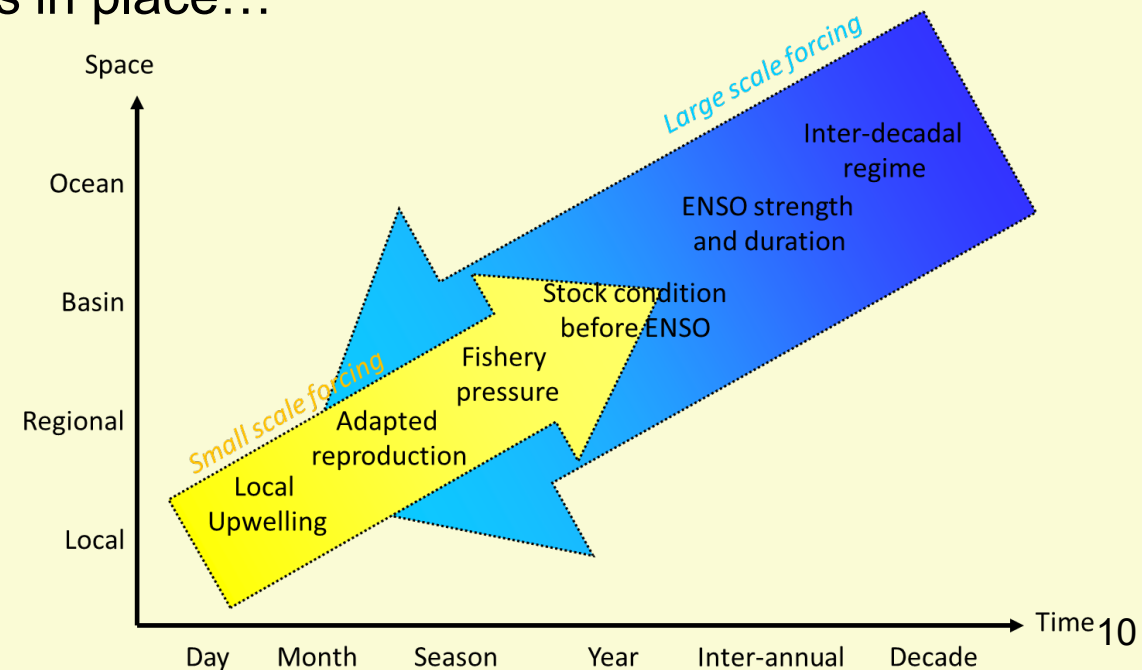 s in place…
Space
Large scale forcing
Inter-decadal
regime
Ocean
ENSO strength
and duration
Basin
Stock condition
before ENSO
Fishery
pressure
Small scale forcing
Regional
Adapted
reproduction
Local
Upwelling
Local
Time
10
Day Month Season Year Inter-annual Decade